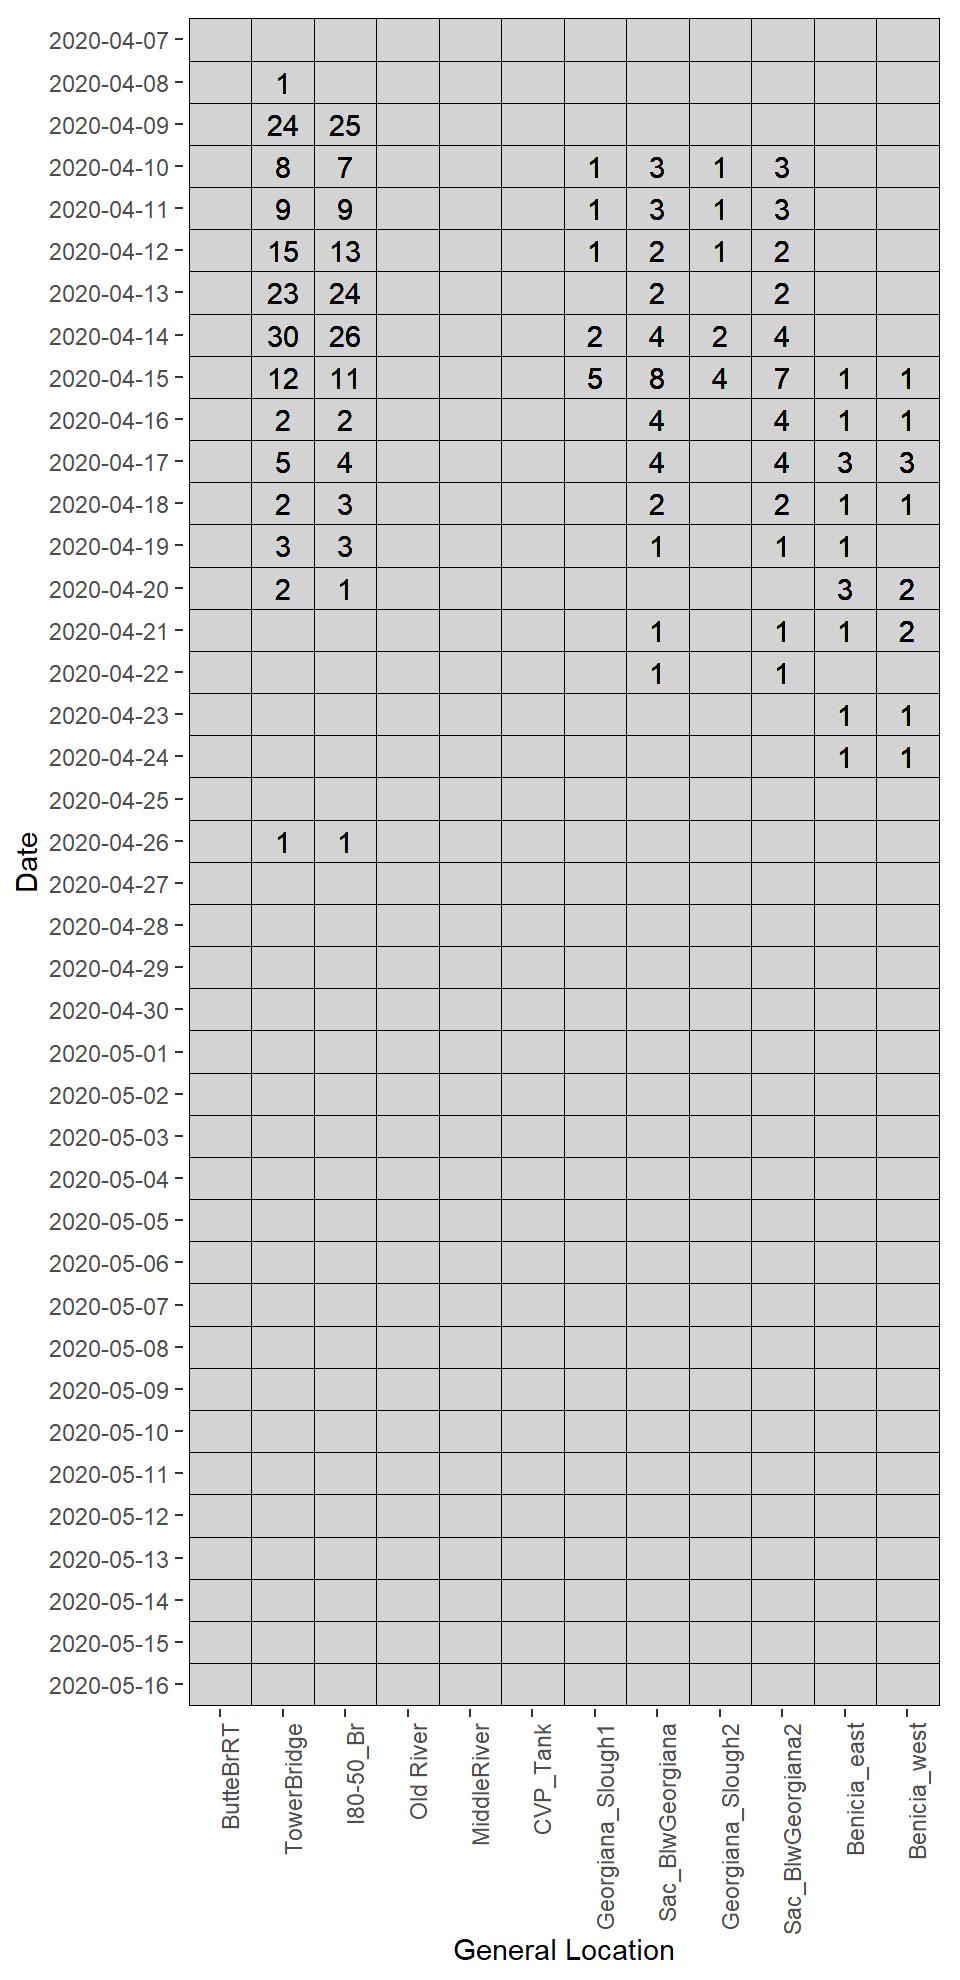 2020-04-07
2020-04-08 1
2020-04-09 24 25
2020-04-10 8 7 1 3 1 3
2020-04-11 9 9 1 3 1 3
2020-04-12 15 13 1 2 1 2
2020-04-13 23 24 2 2
2020-04-14 30 26 2 4 2 4
2020-04-15 12 11 5 8 4 7 1 1
2020-04-16 2 2 4 4 1 1
2020-04-17 5 4 4 4 3 3
2020-04-18 2 3 2 2 1 1
2020-04-19 3 3 1 1 1
2020-04-20 2 1 3 2
2020-04-21 1 1 1 2
2020-04-22 1 1
2020-04-23 1 1
2020-04-24 1 1
2020-04-25
2020-04-26 1 1
2020-04-27
2020-04-28
2020-04-29
2020-04-30
2020-05-01
2020-05-02
2020-05-03
2020-05-04
2020-05-05
2020-05-06
2020-05-07
2020-05-08
2020-05-09
2020-05-10
2020-05-11
2020-05-12
2020-05-13
2020-05-14
2020-05-15
2020-05-16
Date
ButteBrRT
TowerBridge
I80-50_Br
Old River
MiddleRiver
CVP_Tank
Georgiana_Slough1
Sac_BlwGeorgiana
Georgiana_Slough2
Sac_BlwGeorgiana2
Benicia_east
Benicia_west
General Location